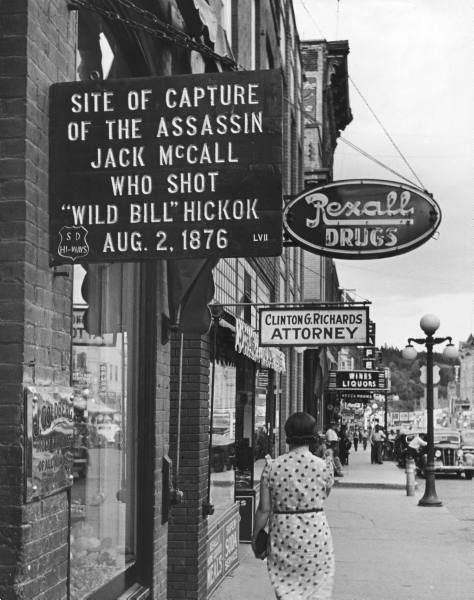 SITE OF CAPTURE
OF THE ASSASSIN
JACK McCALL
WHO SHOT
"WILD BILL" HICKOK
AUG. 2, 1876
LVII
S D
HI-WAYS
Rexall
DRUGS
CLINTON G. RICHARDS
ATTORNEY
WINES
LIQUORS